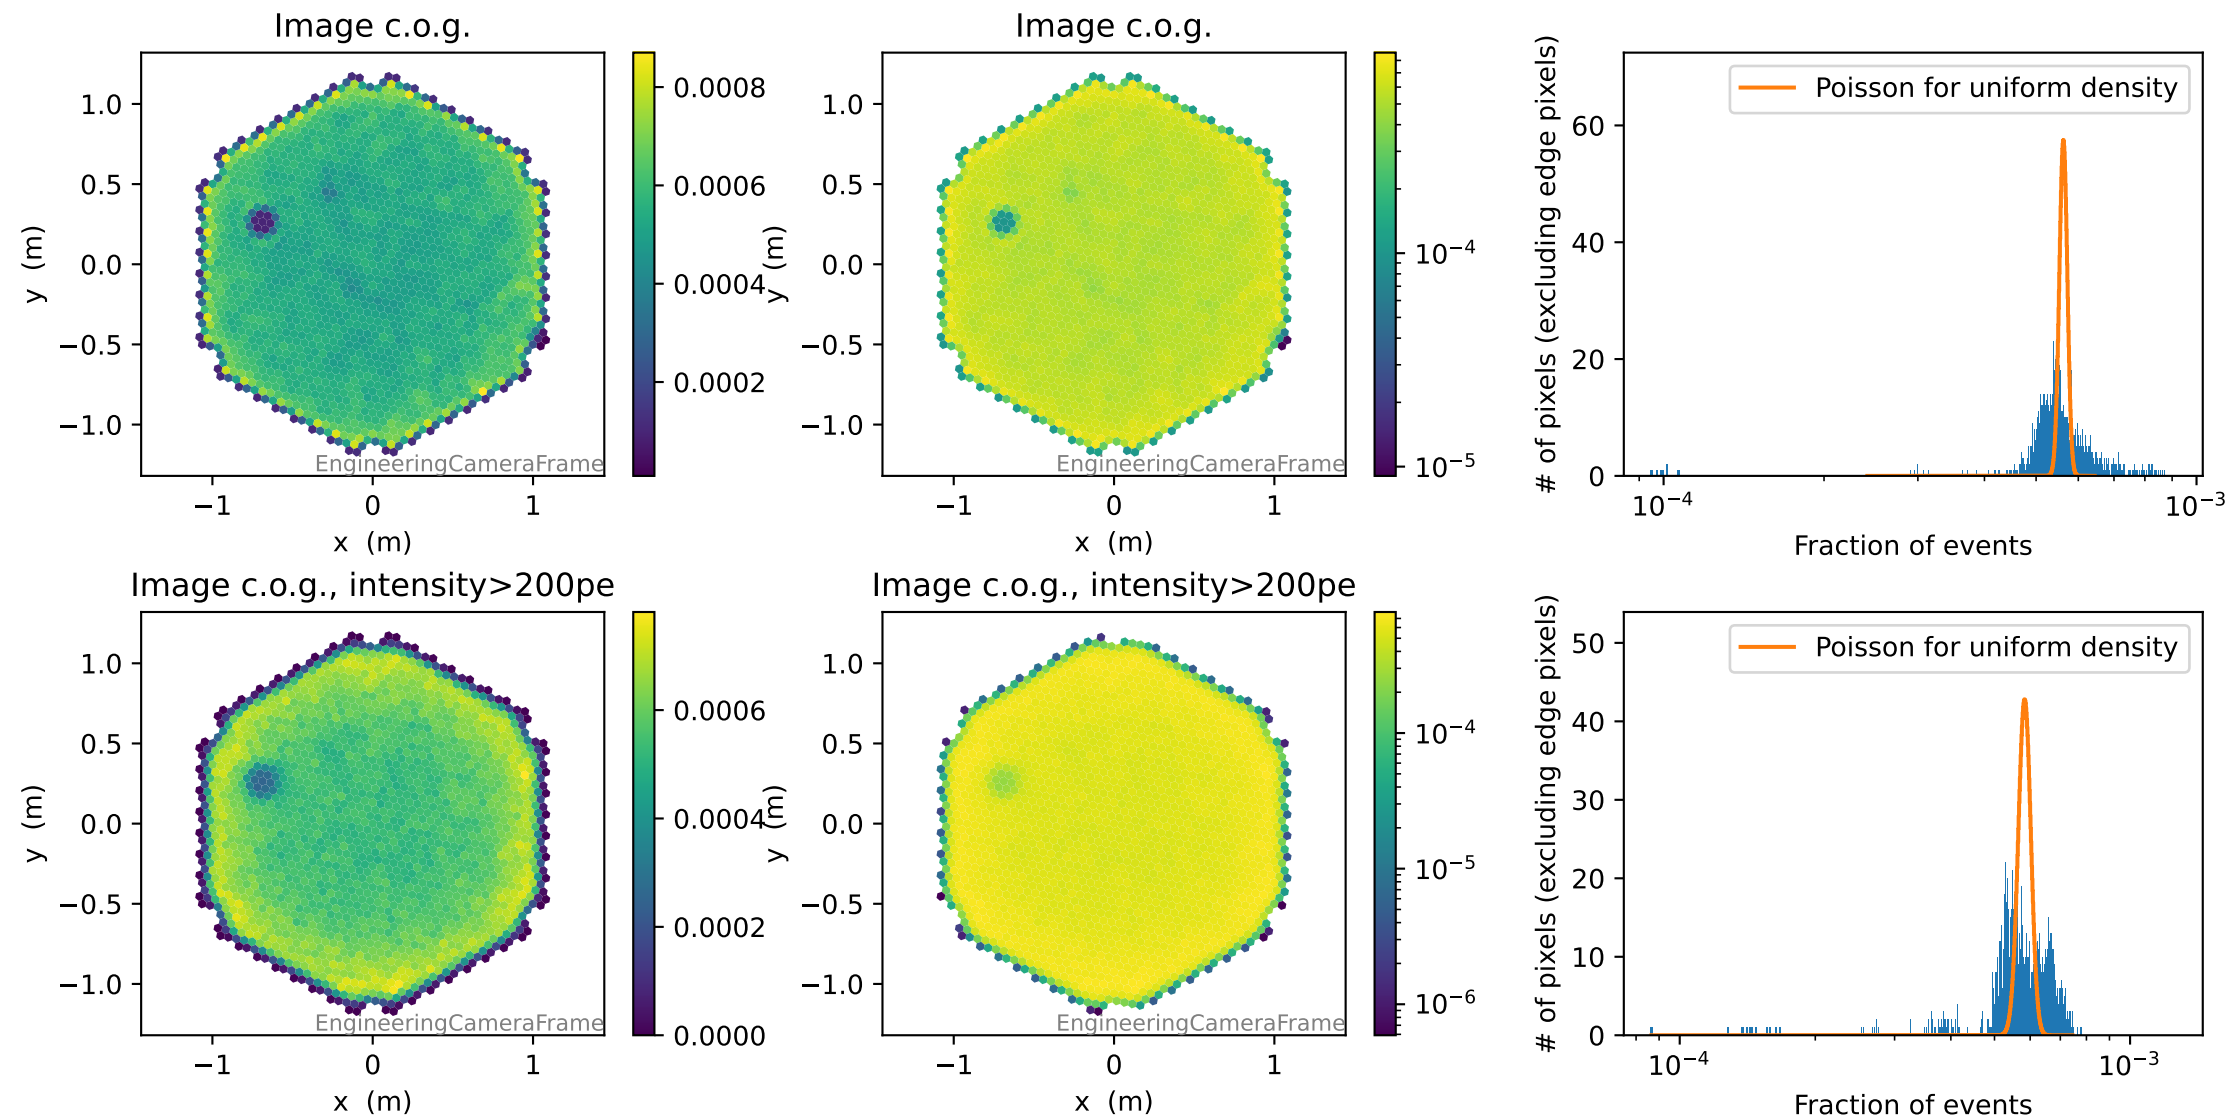 Image c.o.g.
1.0
0.5
0.0
−0.5
−1.0
y (m)
−1
0
1
x (m)
EngineeringCameraFrame
0.0008
0.0006
0.0004
0.0002
Image c.o.g.
1.0
0.5
0.0
−0.5
−1.0
y (m)
−1
0
1
x (m)
EngineeringCameraFrame
10⁻⁴
10⁻⁵
# of pixels (excluding edge pixels)
60
40
20
0
Poisson for uniform density
10⁻⁴
10⁻³
Fraction of events
Image c.o.g., intensity>200pe
1.0
0.5
0.0
−0.5
−1.0
y (m)
−1
0
1
x (m)
EngineeringCameraFrame
0.0006
0.0004
0.0002
0.0000
Image c.o.g., intensity>200pe
1.0
0.5
0.0
−0.5
−1.0
y (m)
−1
0
1
x (m)
EngineeringCameraFrame
10⁻⁴
10⁻⁵
10⁻⁶
# of pixels (excluding edge pixels)
50
40
30
20
10
0
Poisson for uniform density
10⁻⁴
10⁻³
Fraction of events